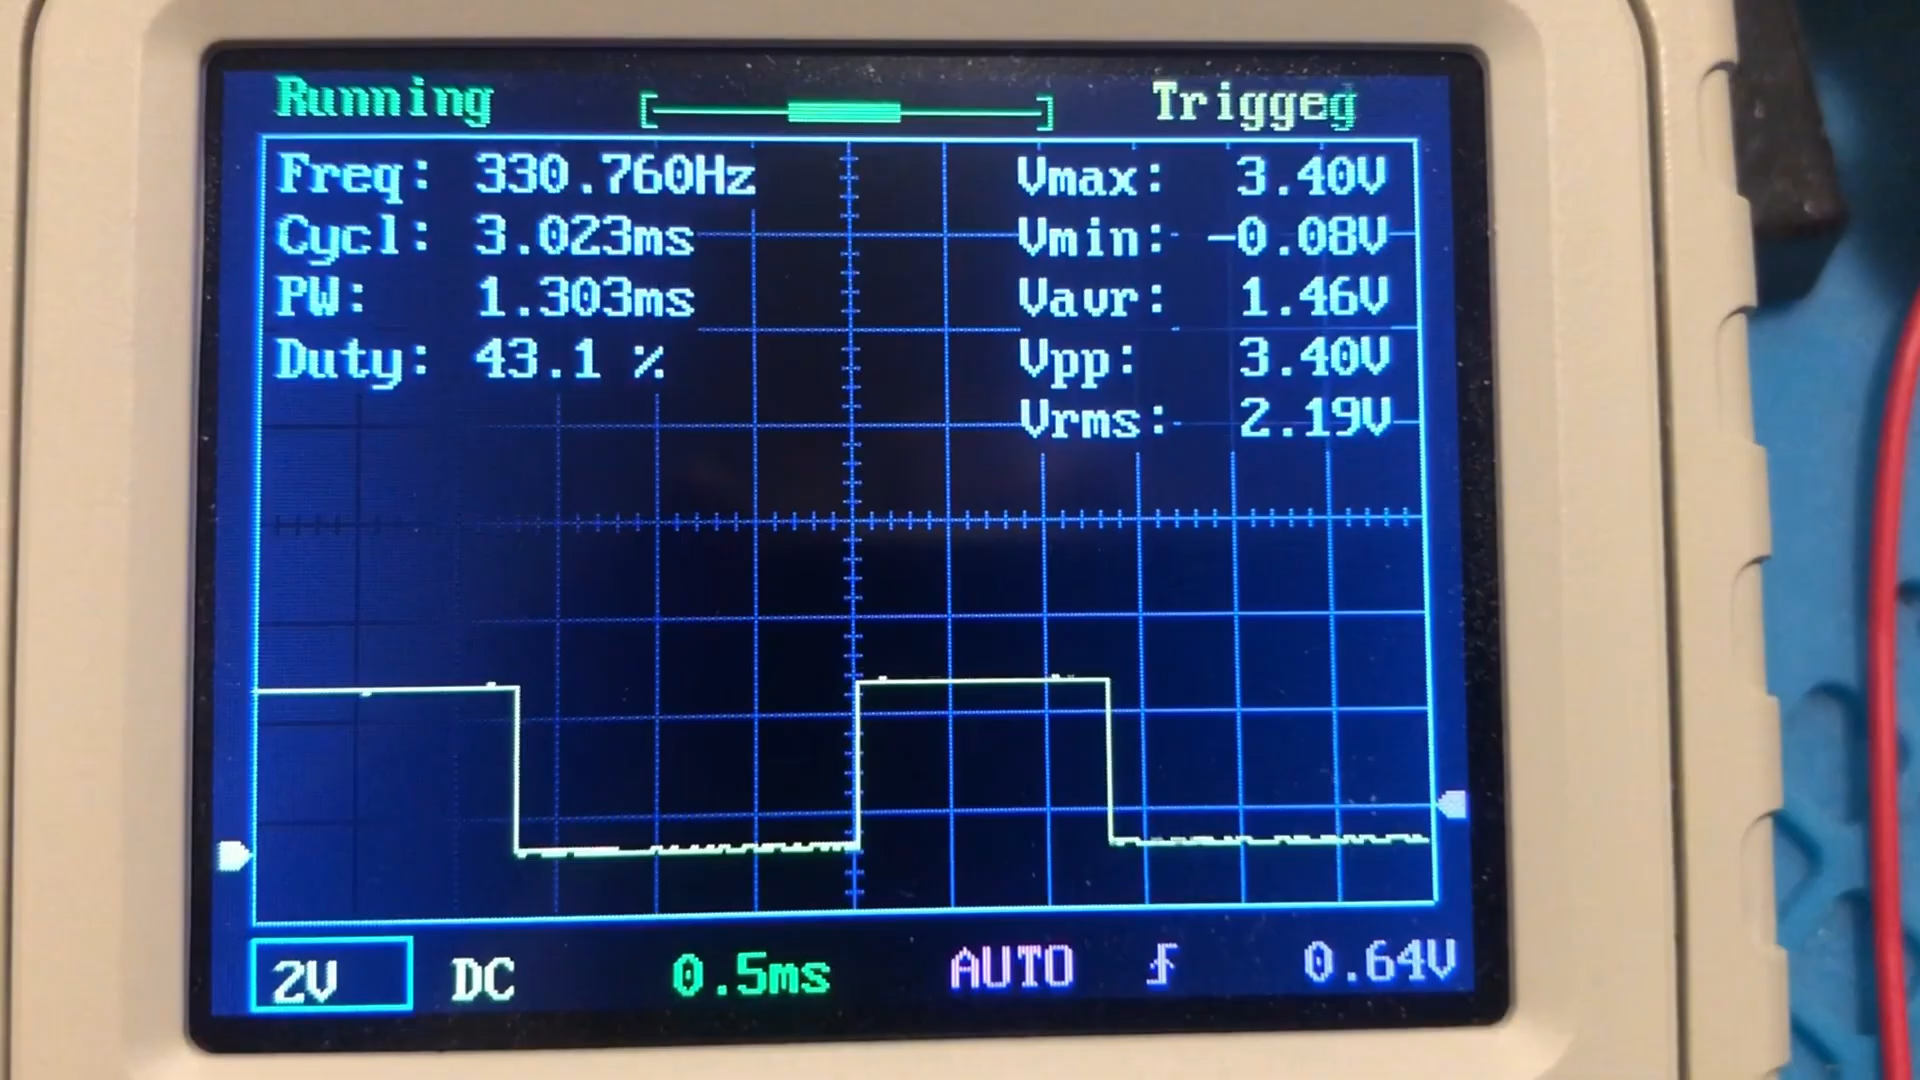 Running Triggeg
Freq: 330.760Hz Vmax: 3.40V
Cycl: 3.023ms Vmin: -0.08V
PW: 1.303ms Vavr: 1.46V
Duty: 43.1 % Vpp: 3.40V
Vrms: 2.19V
2V DC 0.5ms AUTO 0.64V